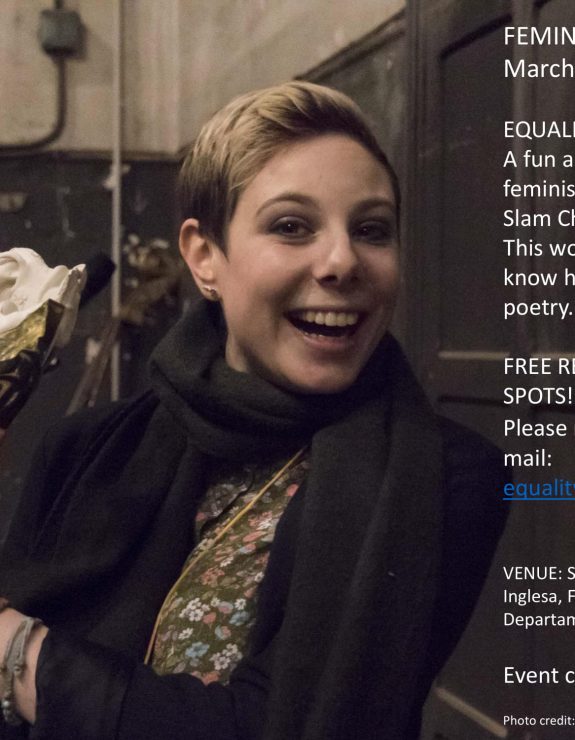 FEMIN
March
EQUALI
A fun a
feminis
Slam Ch
This wo
know h
poetry.
FREE RE
SPOTS!
Please
mail:
equality
VENUE: S
Inglesa, F
Departam
Event c
Photo credit: